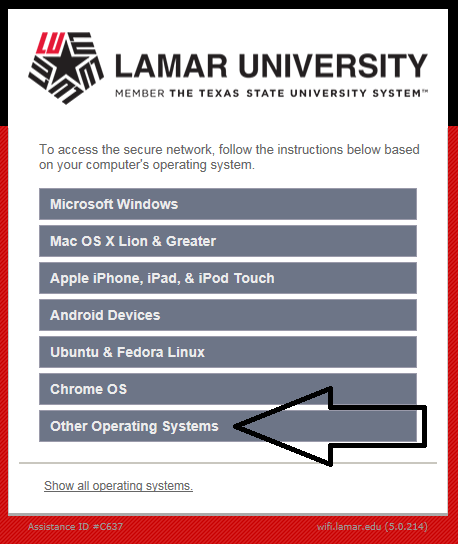 LAMAR UNIVERSITY
MEMBER THE TEXAS STATE UNIVERSITY SYSTEM™
To access the secure network, follow the instructions below based
on your computer's operating system.
Microsoft Windows
Mac OS X Lion & Greater
Apple iPhone, iPad, & iPod Touch
Android Devices
Ubuntu & Fedora Linux
Chrome OS
Other Operating Systems
Show all operating systems.
Assistance ID #C637
wifi.lamar.edu (5.0.214)